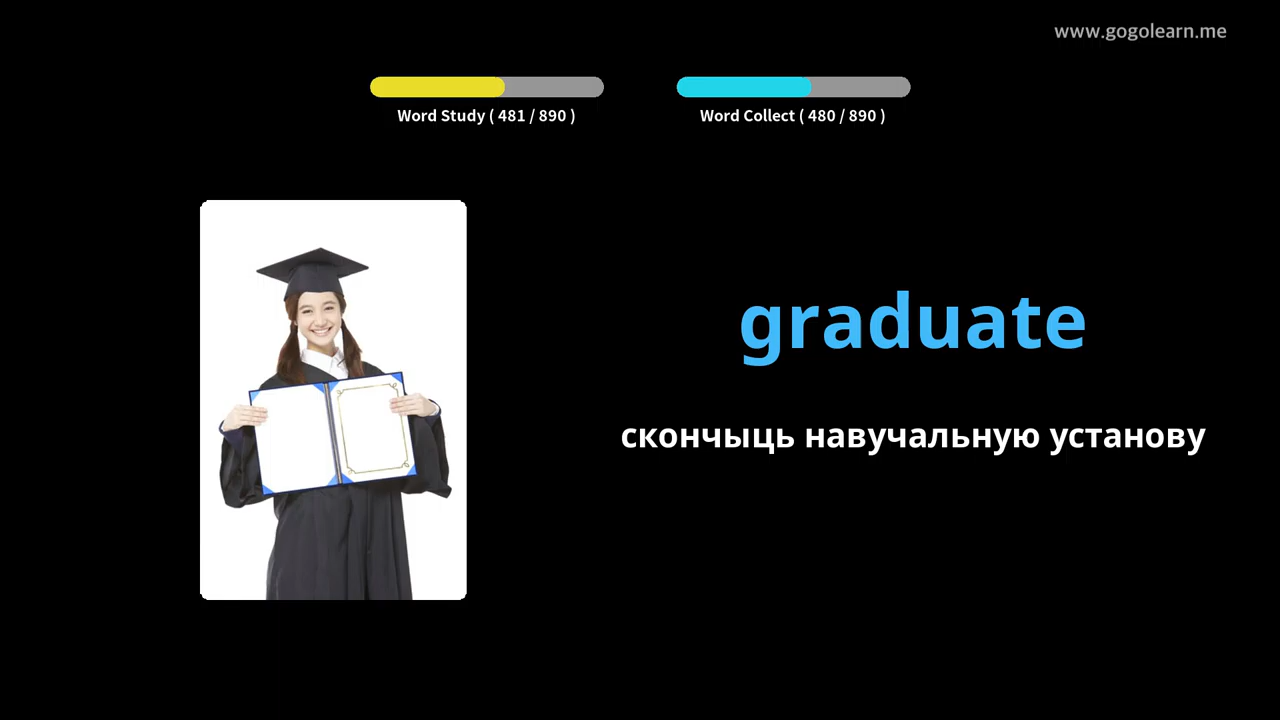 www.gogolearn.me
Word Study ( 481 / 890 )
Word Collect ( 480 / 890 )
graduate
скончыць навучальную установу